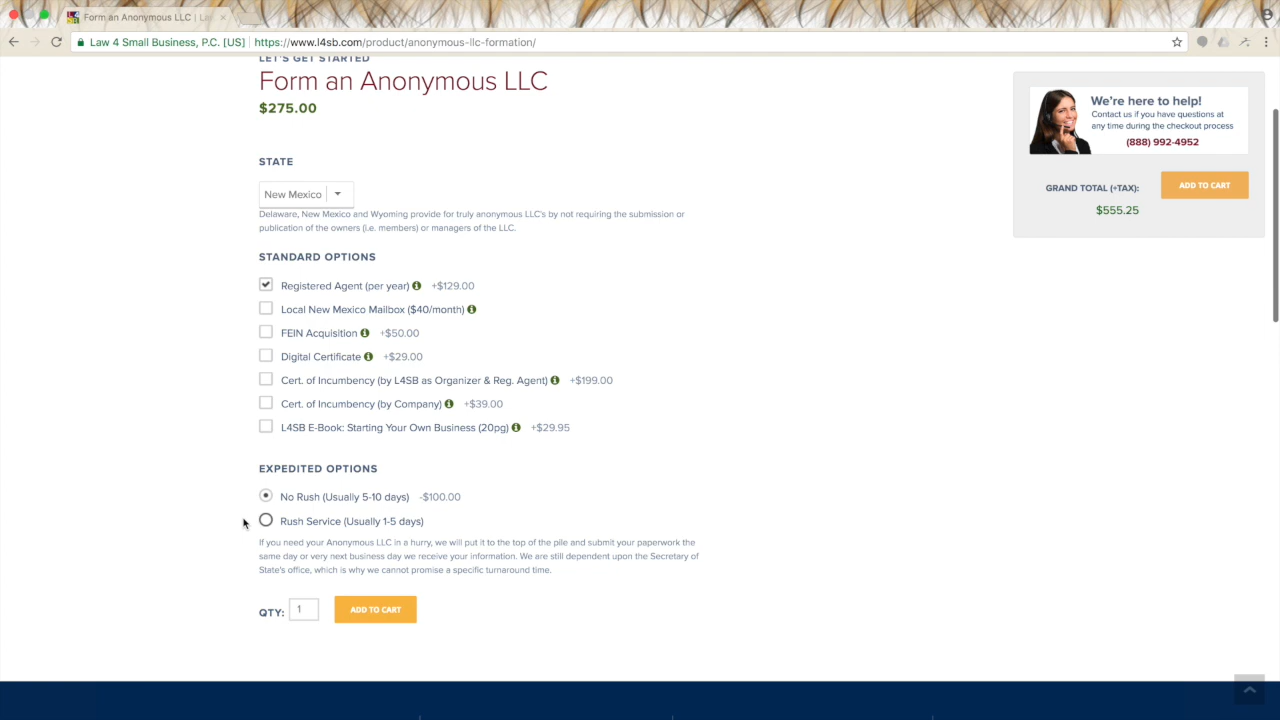 Form an Anonymous LLC | La
Law 4 Small Business, P.C. [US]
https://www.l4sb.com/product/anonymous-llc-formation/
LET'S GET STARTED
Form an Anonymous LLC
$275.00
STATE
New Mexico
Delaware, New Mexico and Wyoming provide for truly anonymous LLC's by not requiring the submission or
publication of the owners (i.e. members) or managers of the LLC.
STANDARD OPTIONS
Registered Agent (per year) +$129.00
Local New Mexico Mailbox ($40/month)
FEIN Acquisition +$50.00
Digital Certificate +$29.00
Cert. of Incumbency (by L4SB as Organizer & Reg. Agent) +$199.00
Cert. of Incumbency (by Company) +$39.00
L4SB E-Book: Starting Your Own Business (20pg) +$29.95
EXPEDITED OPTIONS
No Rush (Usually 5-10 days) -$100.00
Rush Service (Usually 1-5 days)
If you need your Anonymous LLC in a hurry, we will put it to the top of the pile and submit your paperwork the
same day or very next business day we receive your information. We are still dependent upon the Secretary of
State's office, which is why we cannot promise a specific turnaround time.
QTY: 1 ADD TO CART
We're here to help!
Contact us if you have questions at
any time during the checkout process
(888) 992-4952
GRAND TOTAL (+TAX):
$555.25
ADD TO CART